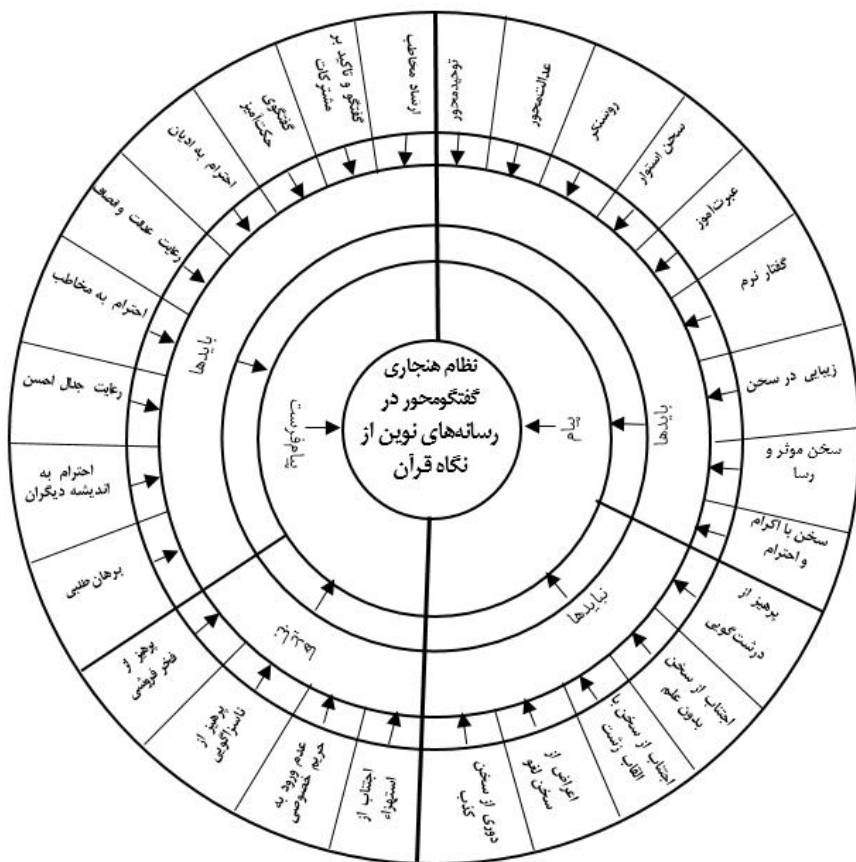 نظام هنجاری
گفتگومحور در
رسانه‌های نوین از
نگاه قرآن
پیام
پیام‌فرست
بایدها
نبایدها
بایدها
نبایدها
توحیدمحور
عدالت‌محور
روشنگر
سخن استوار
عبرت‌آموز
گفتار نرم
زیبایی در سخن
سخن موثر و
رسا
سخن با اکرام
و احترام
پرهیز از
درشت‌گویی
اجتناب از سخن
بدون علم
اجتناب از سخن با
القاب زشت
اعراض از
سخن لغو
دوری از سخن
کذب
اجتناب از
استهزاء
عدم ورود به
حریم خصوصی
پرهیز از
ناسزاگویی
پرهیز از
فخر فروشی
برهان طلبی
احترام به
اندیشه دیگران
رعایت جدال احسن
احترام به مخاطب
رعایت عدالت و انصاف
احترام به ادیان
گفتگوی
حکمت‌آمیز
گفتگو و تاکید بر
مشترکات
ارشاد مخاطب